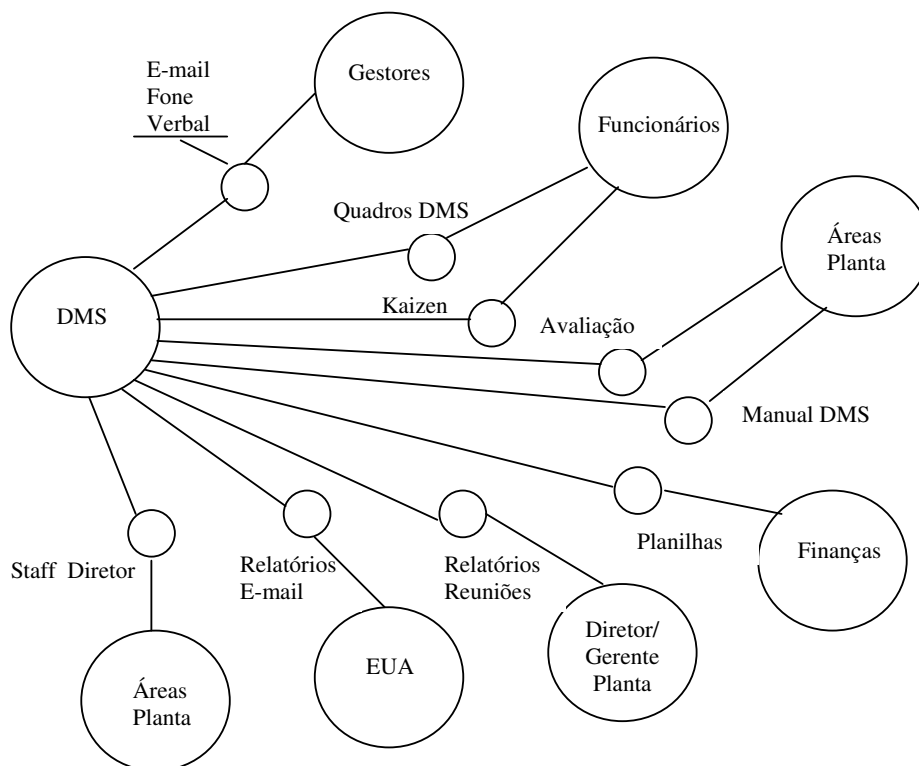 E-mail
Fone
Verbal
Gestores
Funcionários
Quadros DMS
Áreas
Planta
DMS
Kaizen
Avaliação
Manual DMS
Planilhas
Finanças
Staff Diretor
Relatórios
E-mail
Relatórios
Reuniões
Diretor/
Gerente
Planta
EUA
Áreas
Planta